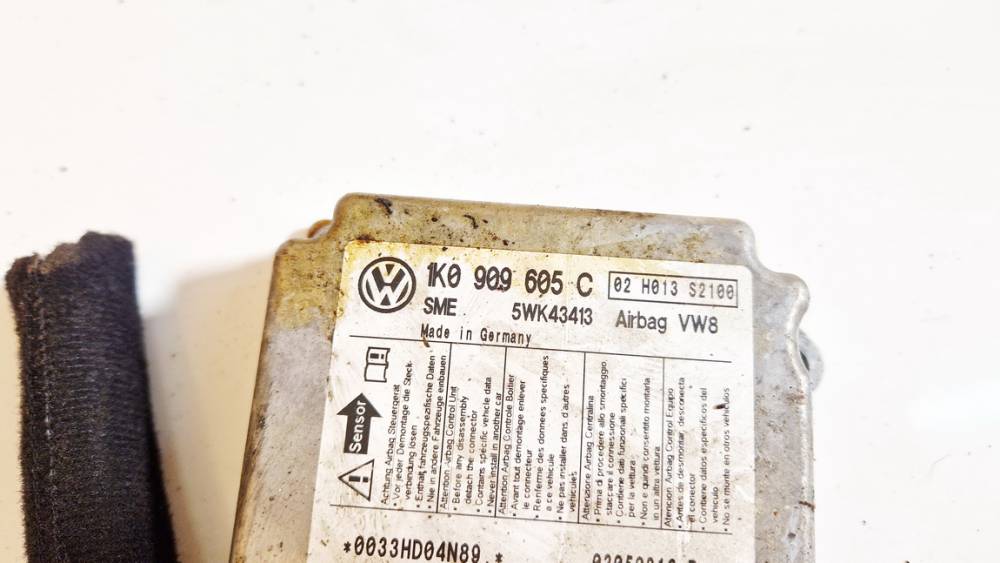 1K0 909 605 C
02 H013 S2100
SME 5WK43413 Airbag VW8
Made in Germany
Sensor
• Achtung Airbag Steuergerät
• Vor jeder Demontage die Steck-
verbindung lösen
• Enthält fahrzeugspezifische Daten
• Nie in andere Fahrzeuge einbauen
Attention Airbag Control Unit
• Before any disassembly
detach the connector
• Contains specific vehicle data
• Never install in another car
Attention Airbag Controle Boitier
• Avant tout démontage enlever
le connecteur
• Renferme des donnees specifiques
a ce vehicule
• Ne pas installer dans d'autres
vehicules
Attenzione Airbag Centralina
• Prima di procedere allo smontaggio
staccare il connessione
• Contiene dati funzionali specifici
per la vettura
• Non e quindi consentito montarla
in un altra vettura
Atencion Airbag Control Equipo
• Antes de desmontar, desconecta
el conector
• Contiene datos especificos del
vehiculo
• No se monte en otros vehiculos
*0033HD04N89 *